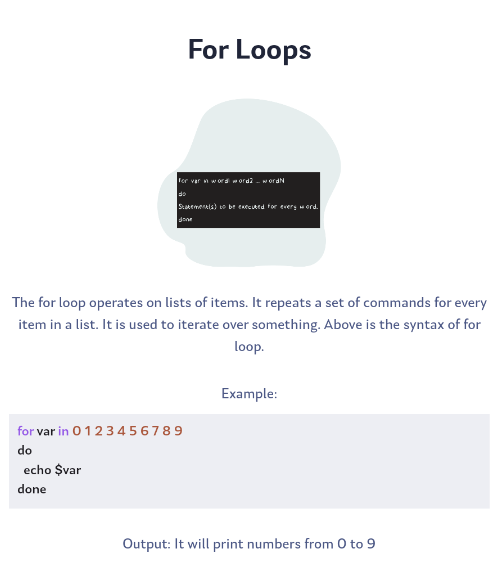 For Loops
for var in word1 word2 ... wordN
do
Statement(s) to be executed for every word.
done
The for loop operates on lists of items. It repeats a set of commands for every
item in a list. It is used to iterate over something. Above is the syntax of for
loop.
Example:
for var in 0 1 2 3 4 5 6 7 8 9
do
echo $var
done
Output: It will print numbers from 0 to 9